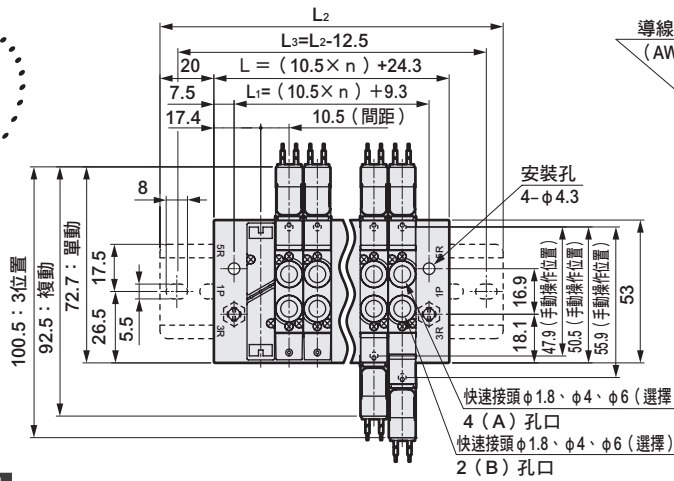 L2
L3=L2-12.5
20
L＝（10.5×n）+24.3
7.5
L1=（10.5×n）+9.3
17.4
10.5（間距）
導線
（AW
8
安裝孔
4-φ4.3
100.5：3位置
92.5：複動
72.7：單動
17.5
26.5
5.5
5R
1P
3R
1P
3R
16.9
18.1
47.9（手動操作位置）
50.5（手動操作位置）
55.9（手動操作位置）
53
快速接頭φ1.8、φ4、φ6（選擇
4（A）孔口
快速接頭φ1.8、φ4、φ6（選擇）
2（B）孔口